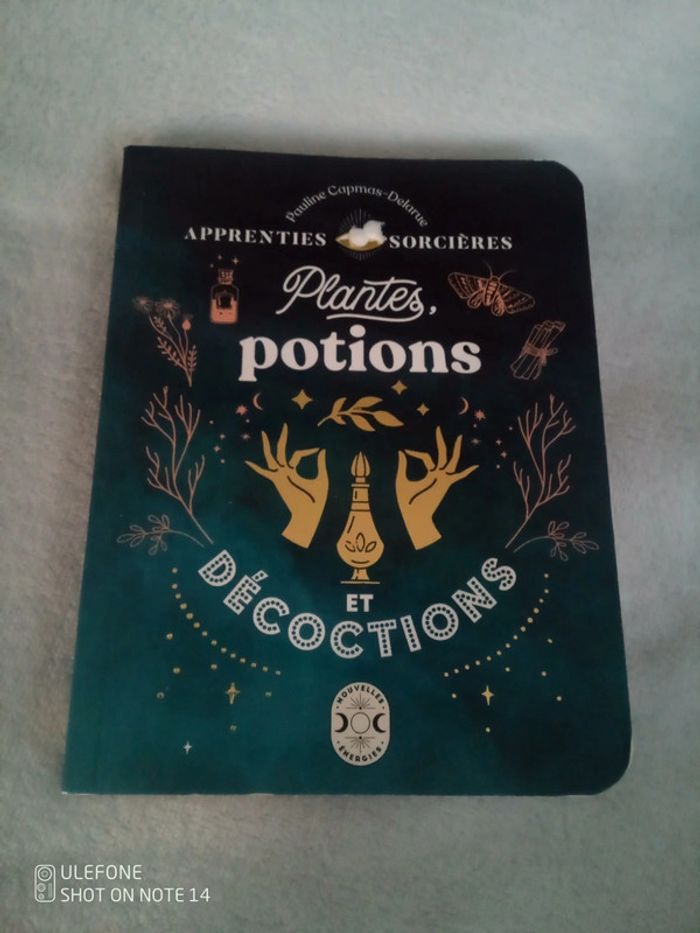 Pauline Capmas-Delarue
APPRENTIES SORCIÈRES
Plantes,
potions
ET
DÉCOCTIONS
NOUVELLES
ÉNERGIES
ULEFONE
SHOT ON NOTE 14